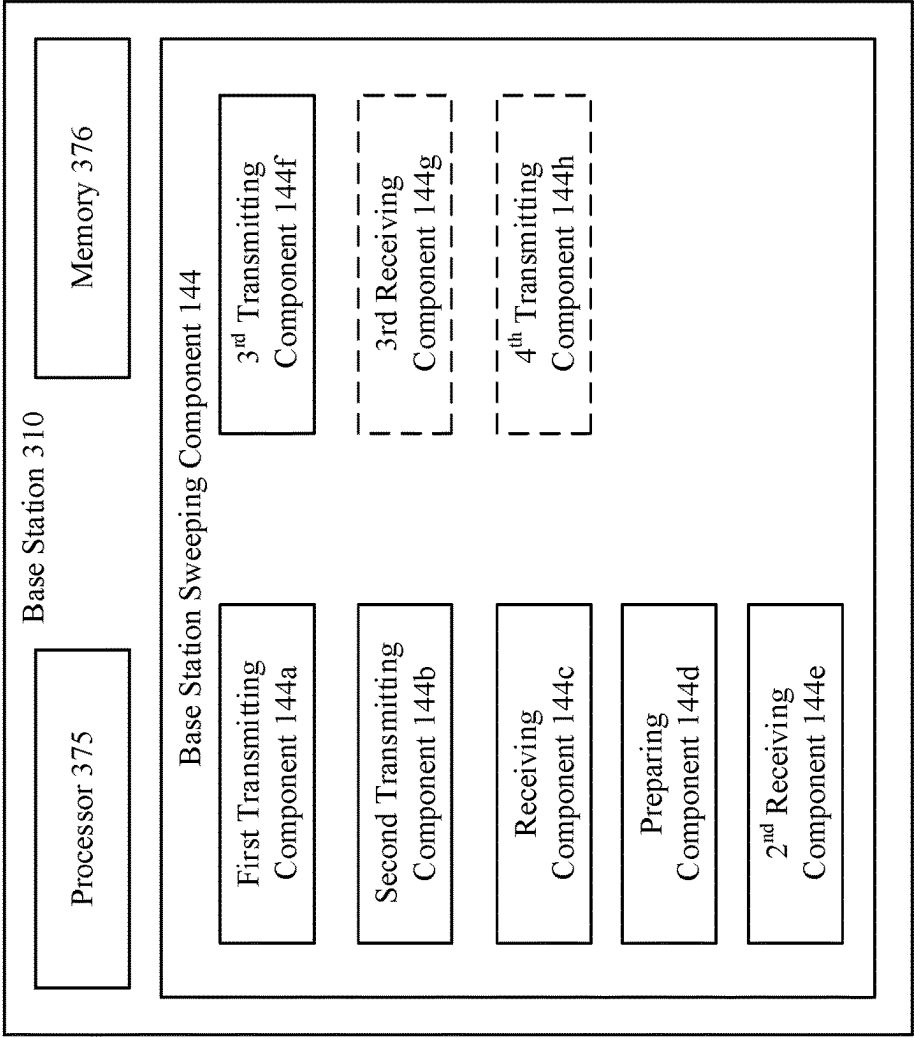 Base Station 310
Processor 375
Memory 376
Base Station Sweeping Component 144
First Transmitting
Component 144a
Second Transmitting
Component 144b
Receiving
Component 144c
Preparing
Component 144d
2nd Receiving
Component 144e
3rd Transmitting
Component 144f
3rd Receiving
Component 144g
4th Transmitting
Component 144h